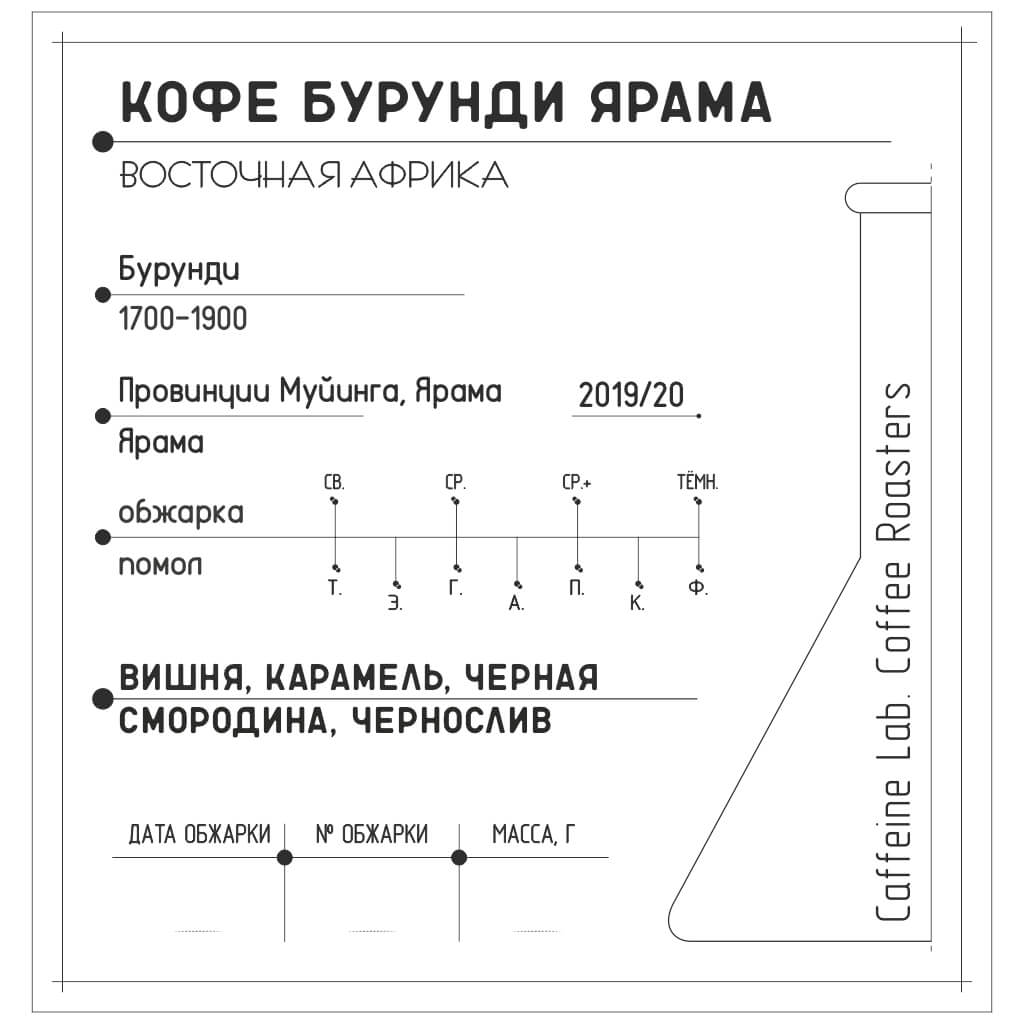 КОФЕ БУРУНДИ ЯРАМА
ВОСТОЧНАЯ АФРИКА
Бурунди
1700-1900
Провинции Муйинга, Ярама
2019/20
Ярама
СВ. СР. СР.+ ТЁМН.
обжарка
помол
Т. Э. Г. А. П. К. Ф.
ВИШНЯ, КАРАМЕЛЬ, ЧЕРНАЯ
СМОРОДИНА, ЧЕРНОСЛИВ
ДАТА ОБЖАРКИ № ОБЖАРКИ МАССА, Г
Caffeine Lab. Coffee Roasters